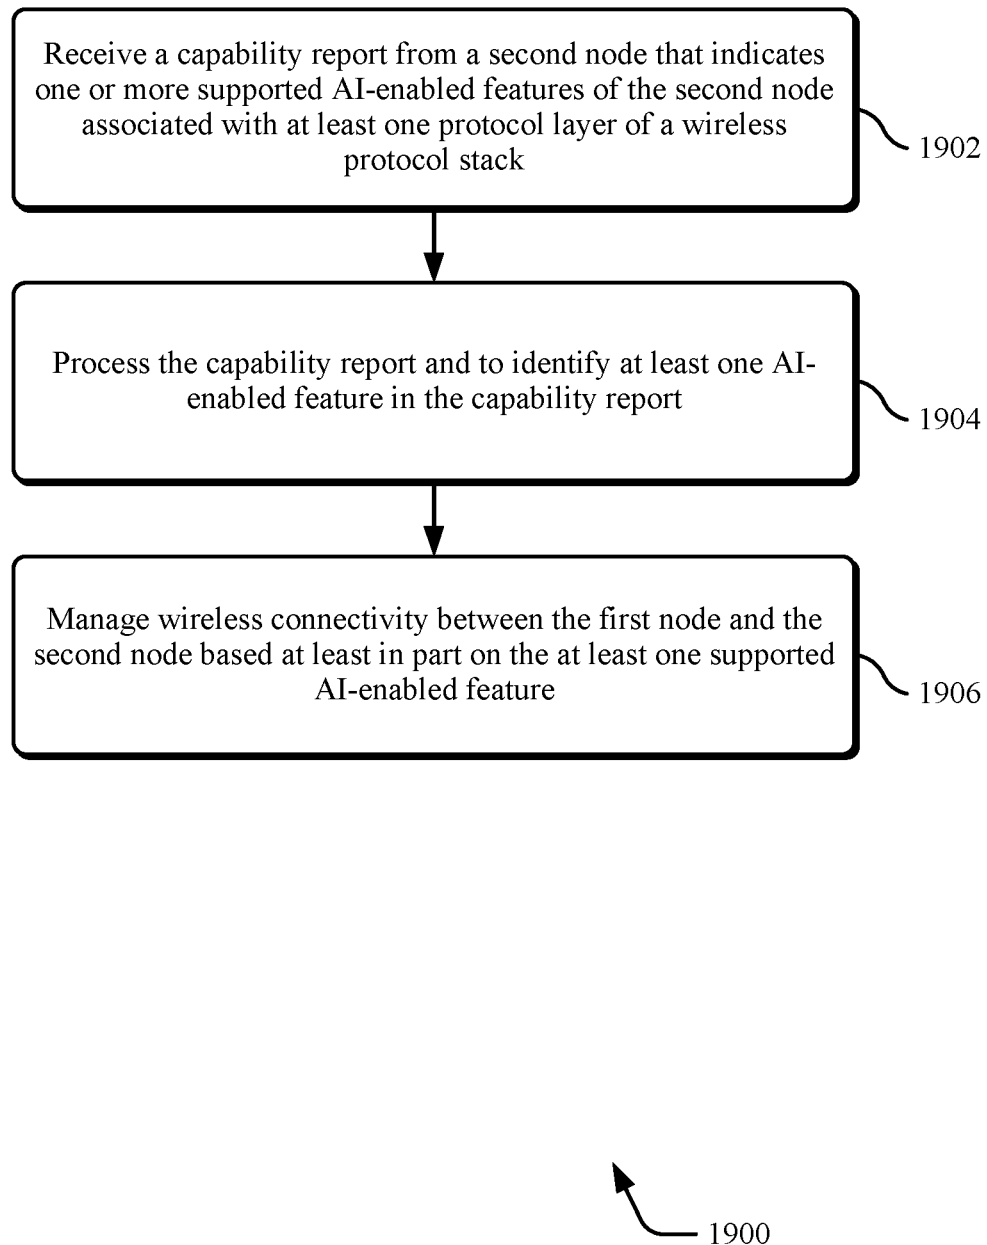 Receive a capability report from a second node that indicates
one or more supported AI-enabled features of the second node
associated with at least one protocol layer of a wireless
protocol stack
1902
Process the capability report and to identify at least one AI-
enabled feature in the capability report
1904
Manage wireless connectivity between the first node and the
second node based at least in part on the at least one supported
AI-enabled feature
1906
1900